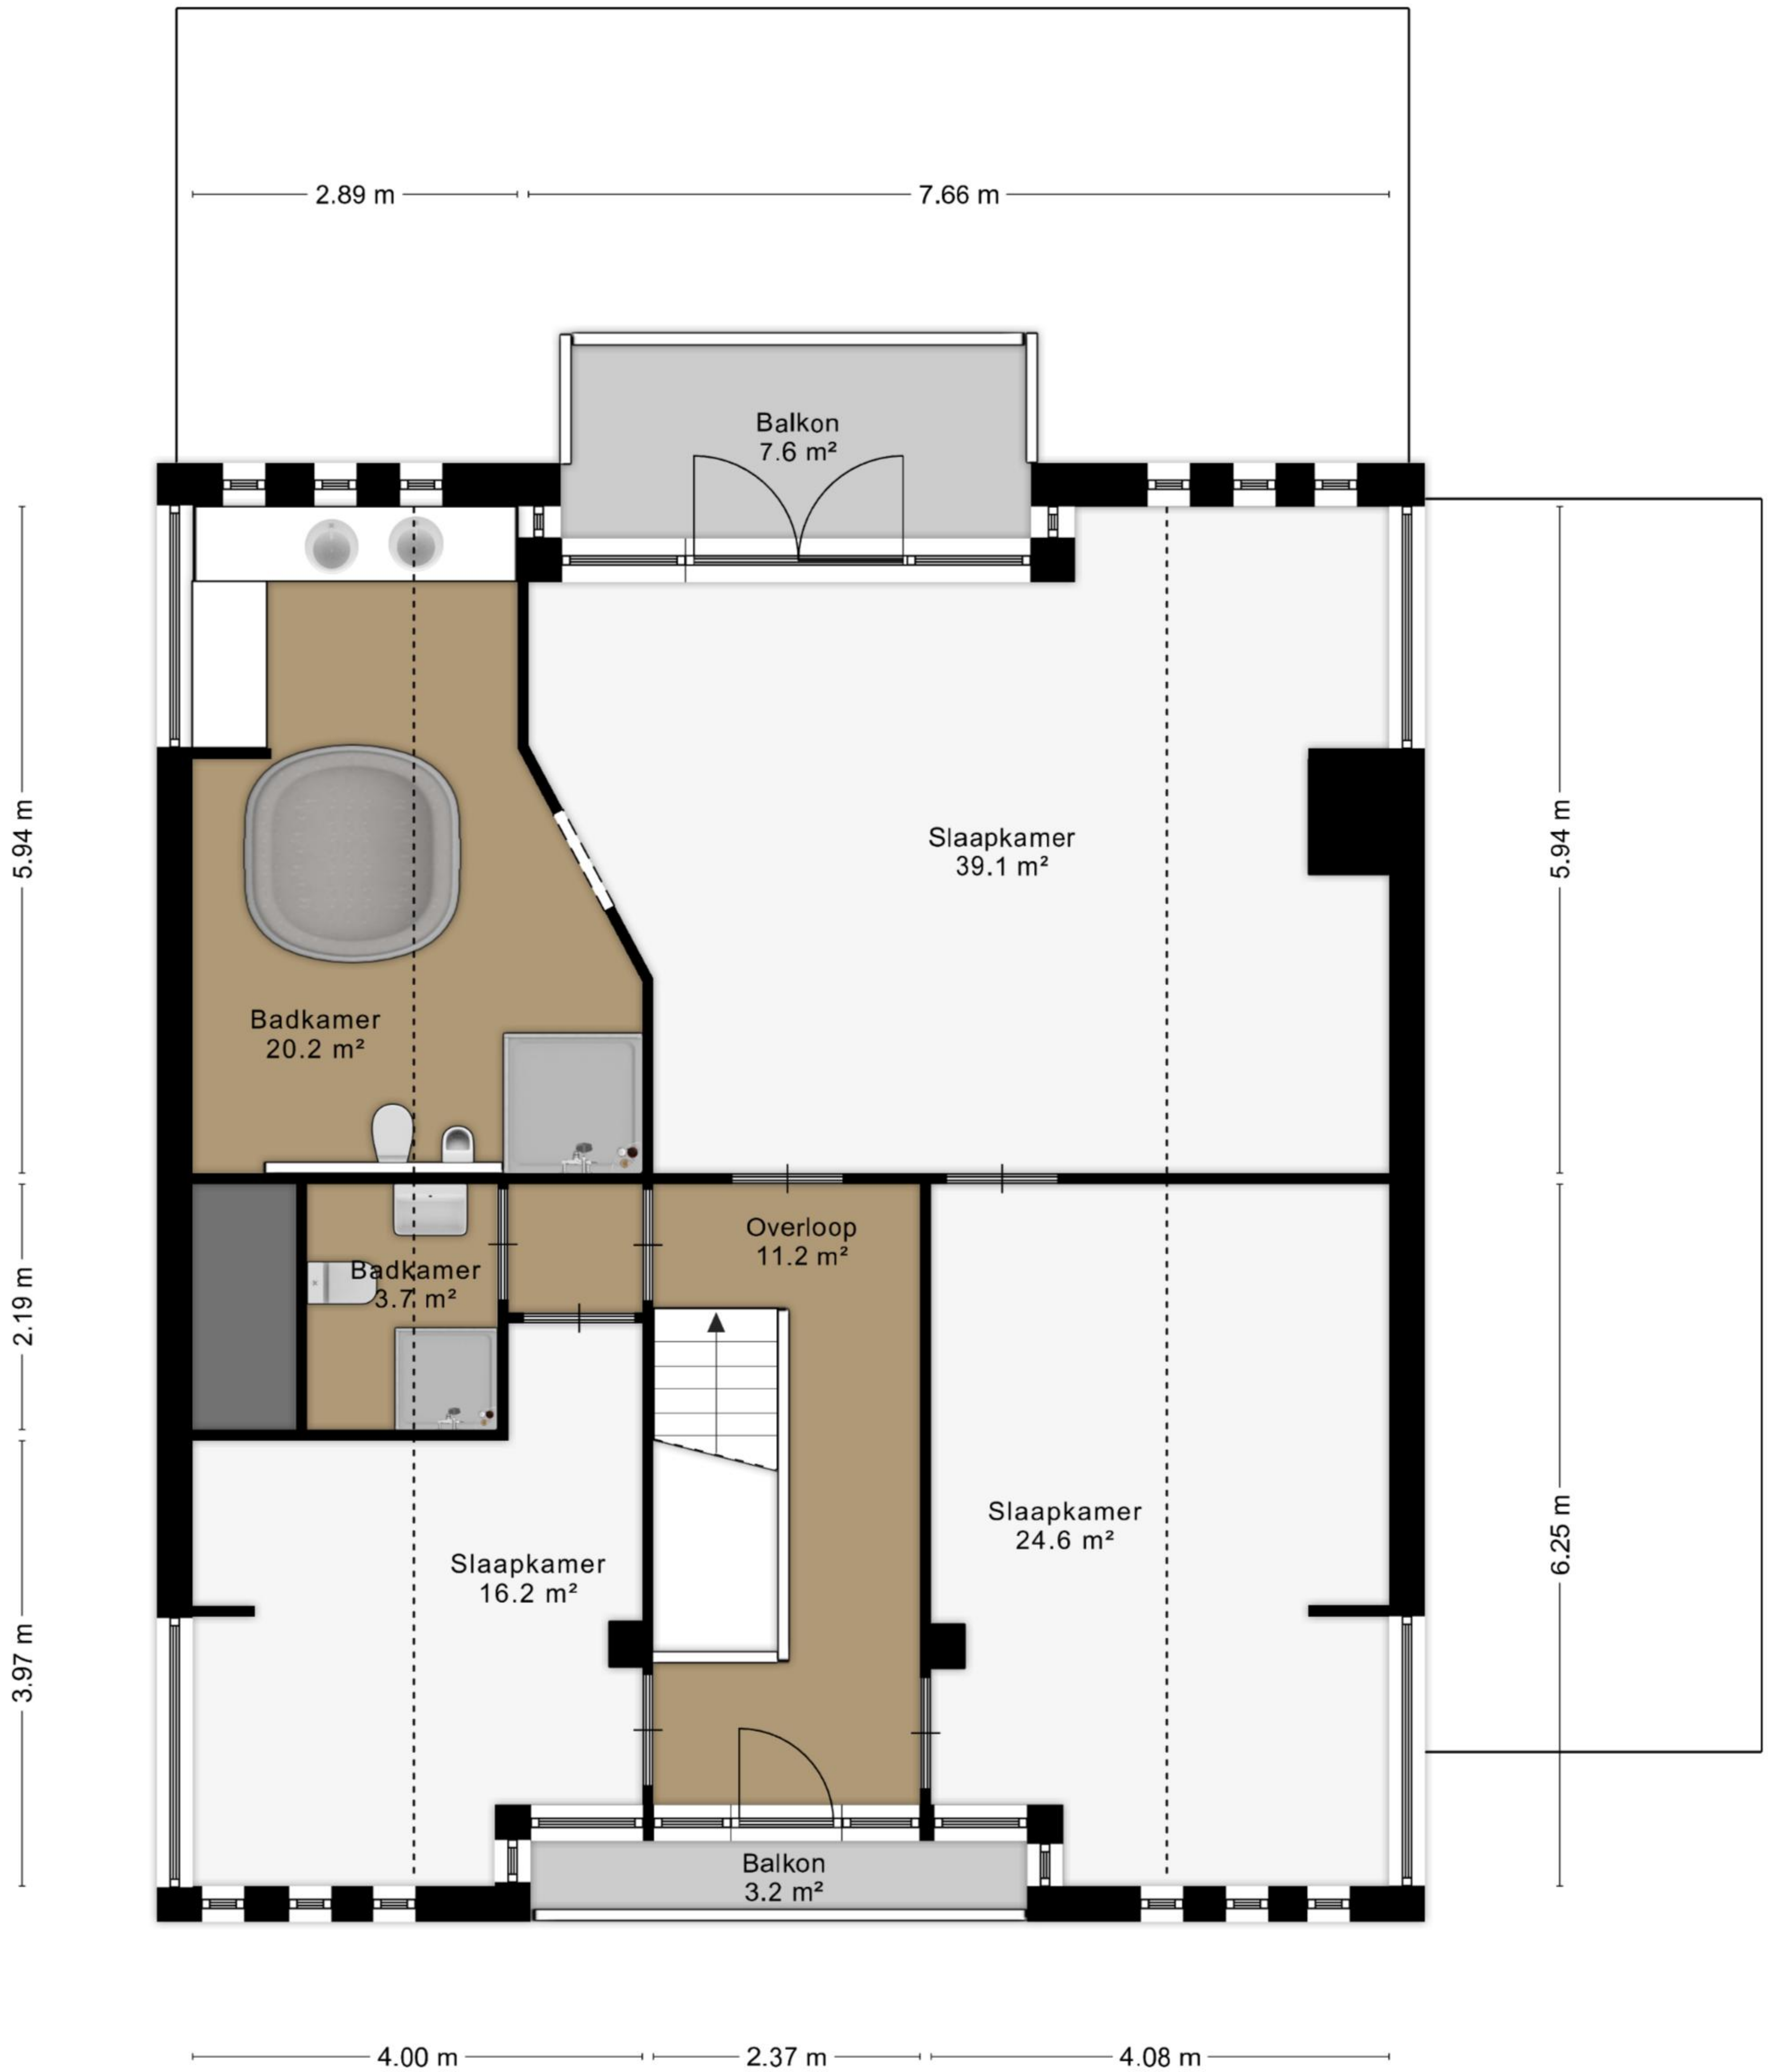 2.89 m
7.66 m
Balkon
7.6 m²
5.94 m
Slaapkamer
39.1 m²
5.94 m
Badkamer
20.2 m²
Overloop
11.2 m²
Badkamer
3.7 m²
2.19 m
Slaapkamer
24.6 m²
6.25 m
Slaapkamer
16.2 m²
3.97 m
Balkon
3.2 m²
4.00 m
2.37 m
4.08 m